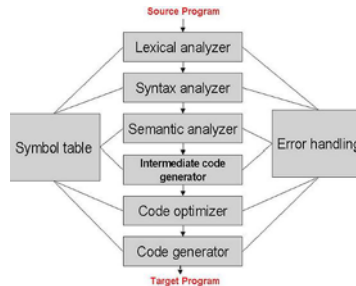 Source Program
Lexical analyzer
Syntax analyzer
Semantic analyzer
Symbol table
Error handling
Intermediate code
generator
Code optimizer
Code generator
Target Program